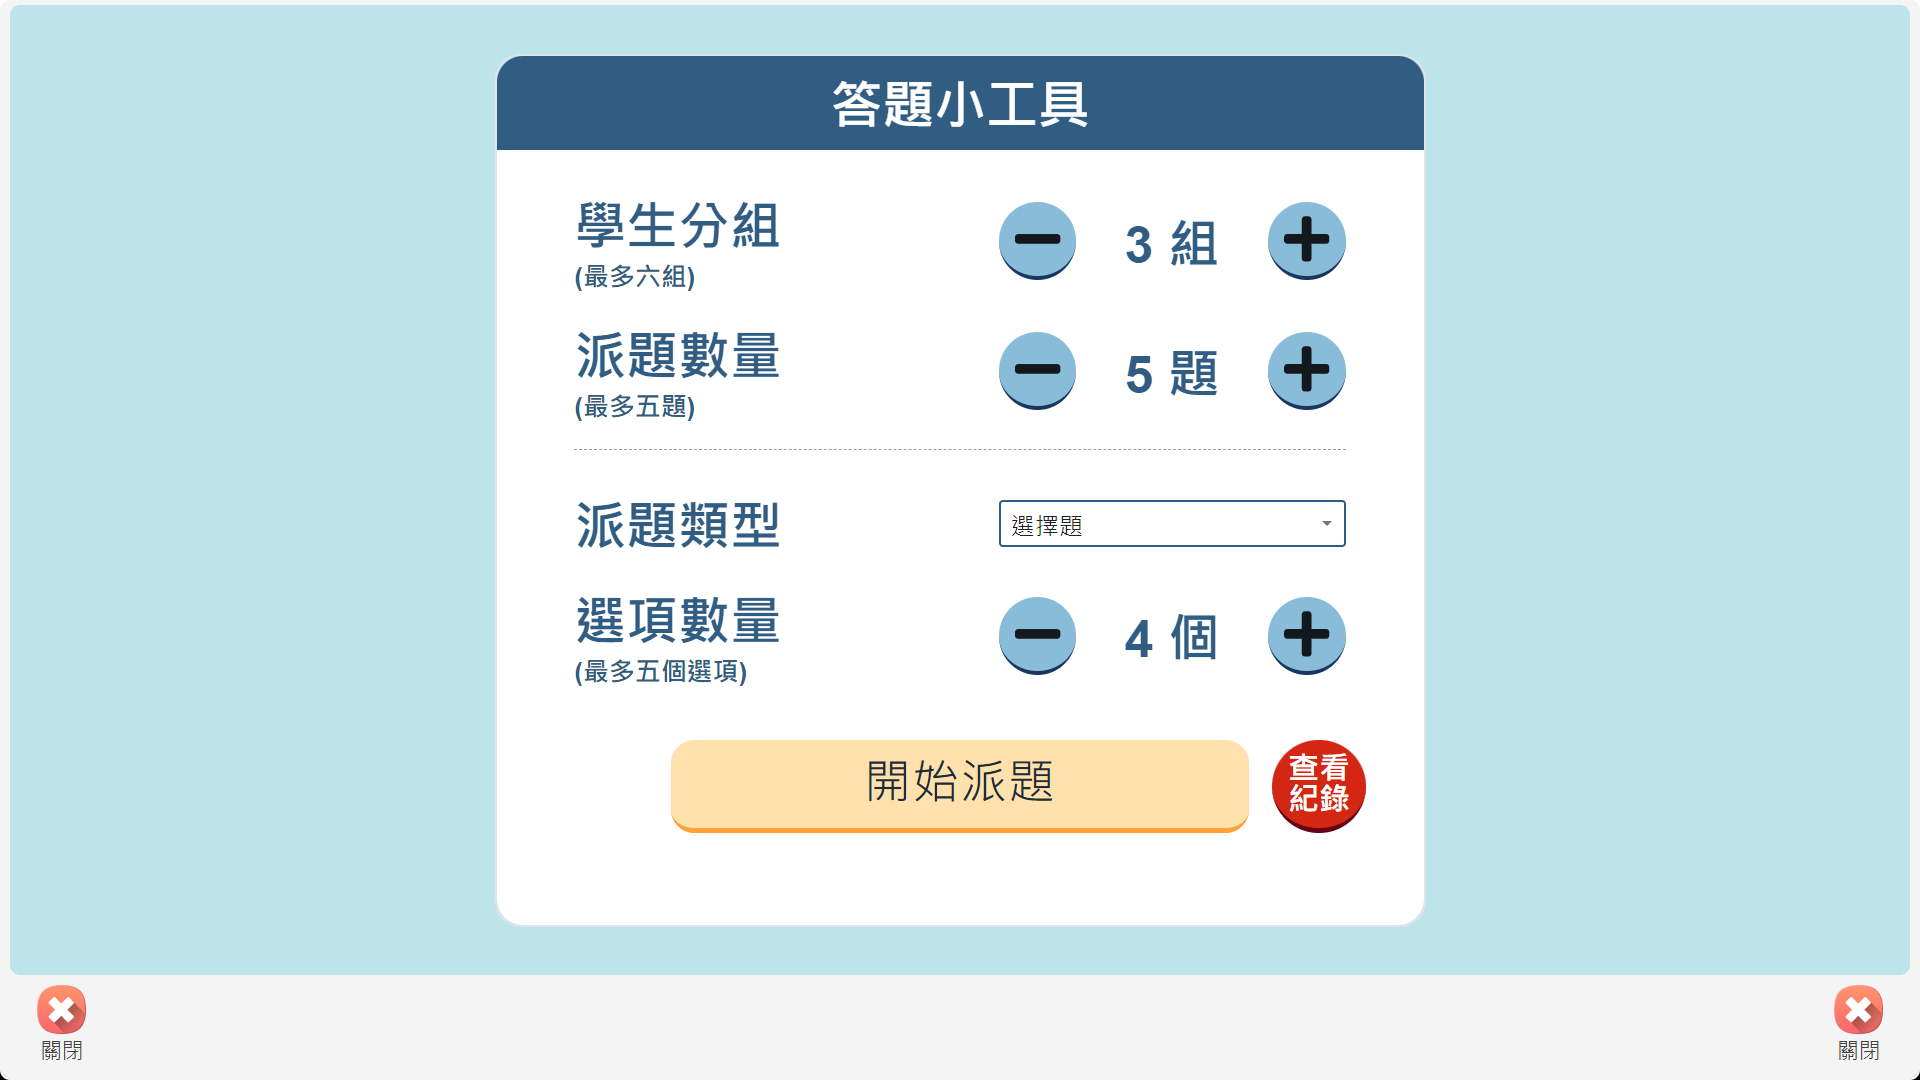 答題小工具
學生分組
(最多六組)
3 組
派題數量
(最多五題)
5 題
派題類型
選擇題
選項數量
(最多五個選項)
4 個
開始派題
查看
紀錄
關閉
關閉